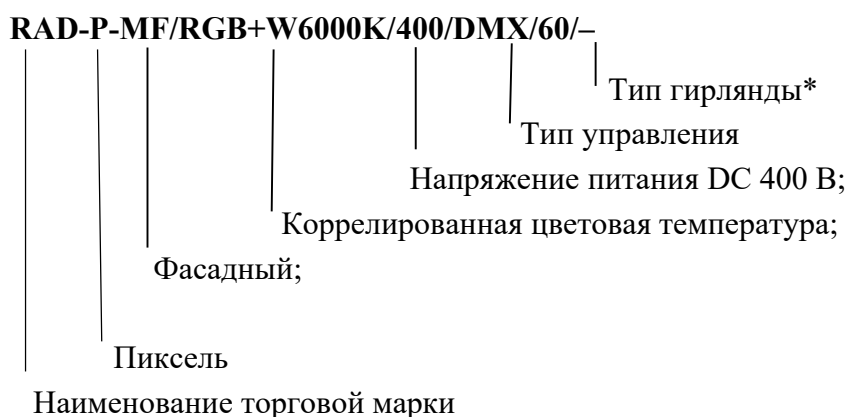 RAD-P-MF/RGB+W6000K/400/DMX/60/–
Тип гирлянды*
Тип управления
Напряжение питания DC 400 В;
Коррелированная цветовая температура;
Фасадный;
Пиксель
Наименование торговой марки